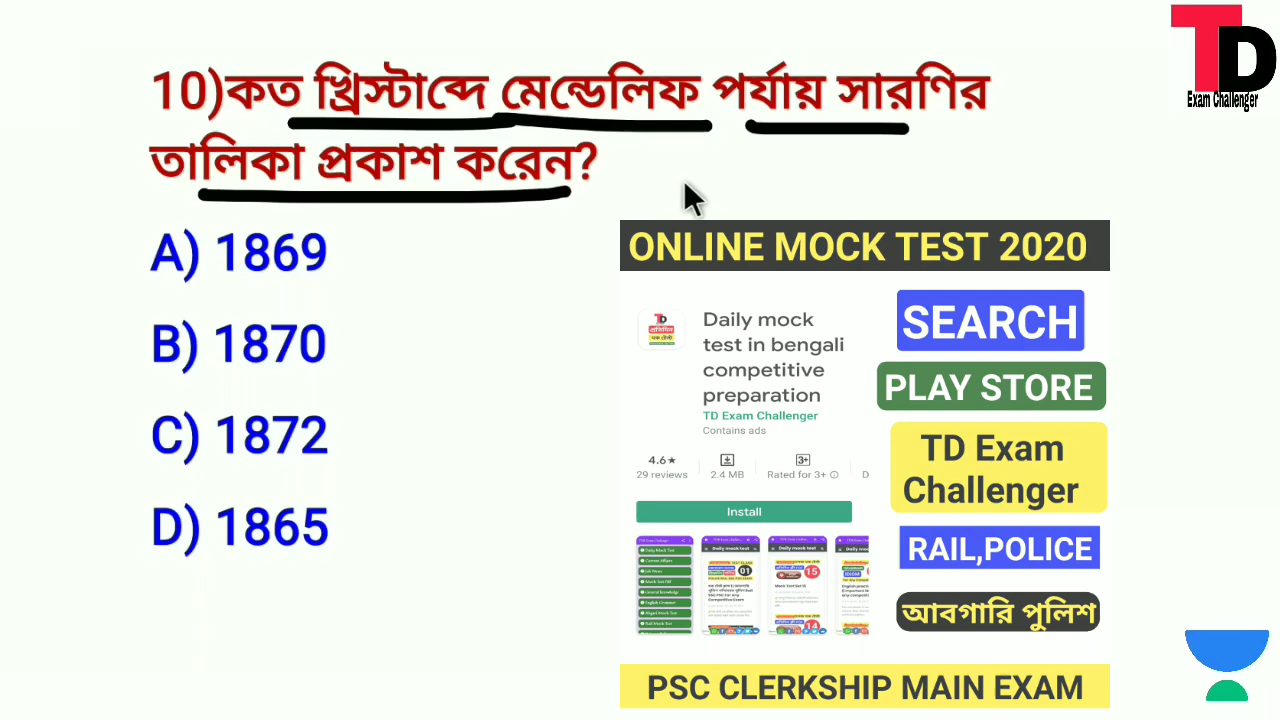 TD
Exam Challenger
10)কত খ্রিস্টাব্দে মেন্ডেলিফ পর্যায় সারণির
তালিকা প্রকাশ করেন?
A) 1869
B) 1870
C) 1872
D) 1865
ONLINE MOCK TEST 2020
Daily mock
test in bengali
competitive
preparation
TD Exam Challenger
Contains ads
4.6★
29 reviews
2.4 MB
3+
Rated for 3+
D
Install
SEARCH
PLAY STORE
TD Exam
Challenger
RAIL,POLICE
আবগারি পুলিশ
PSC CLERKSHIP MAIN EXAM